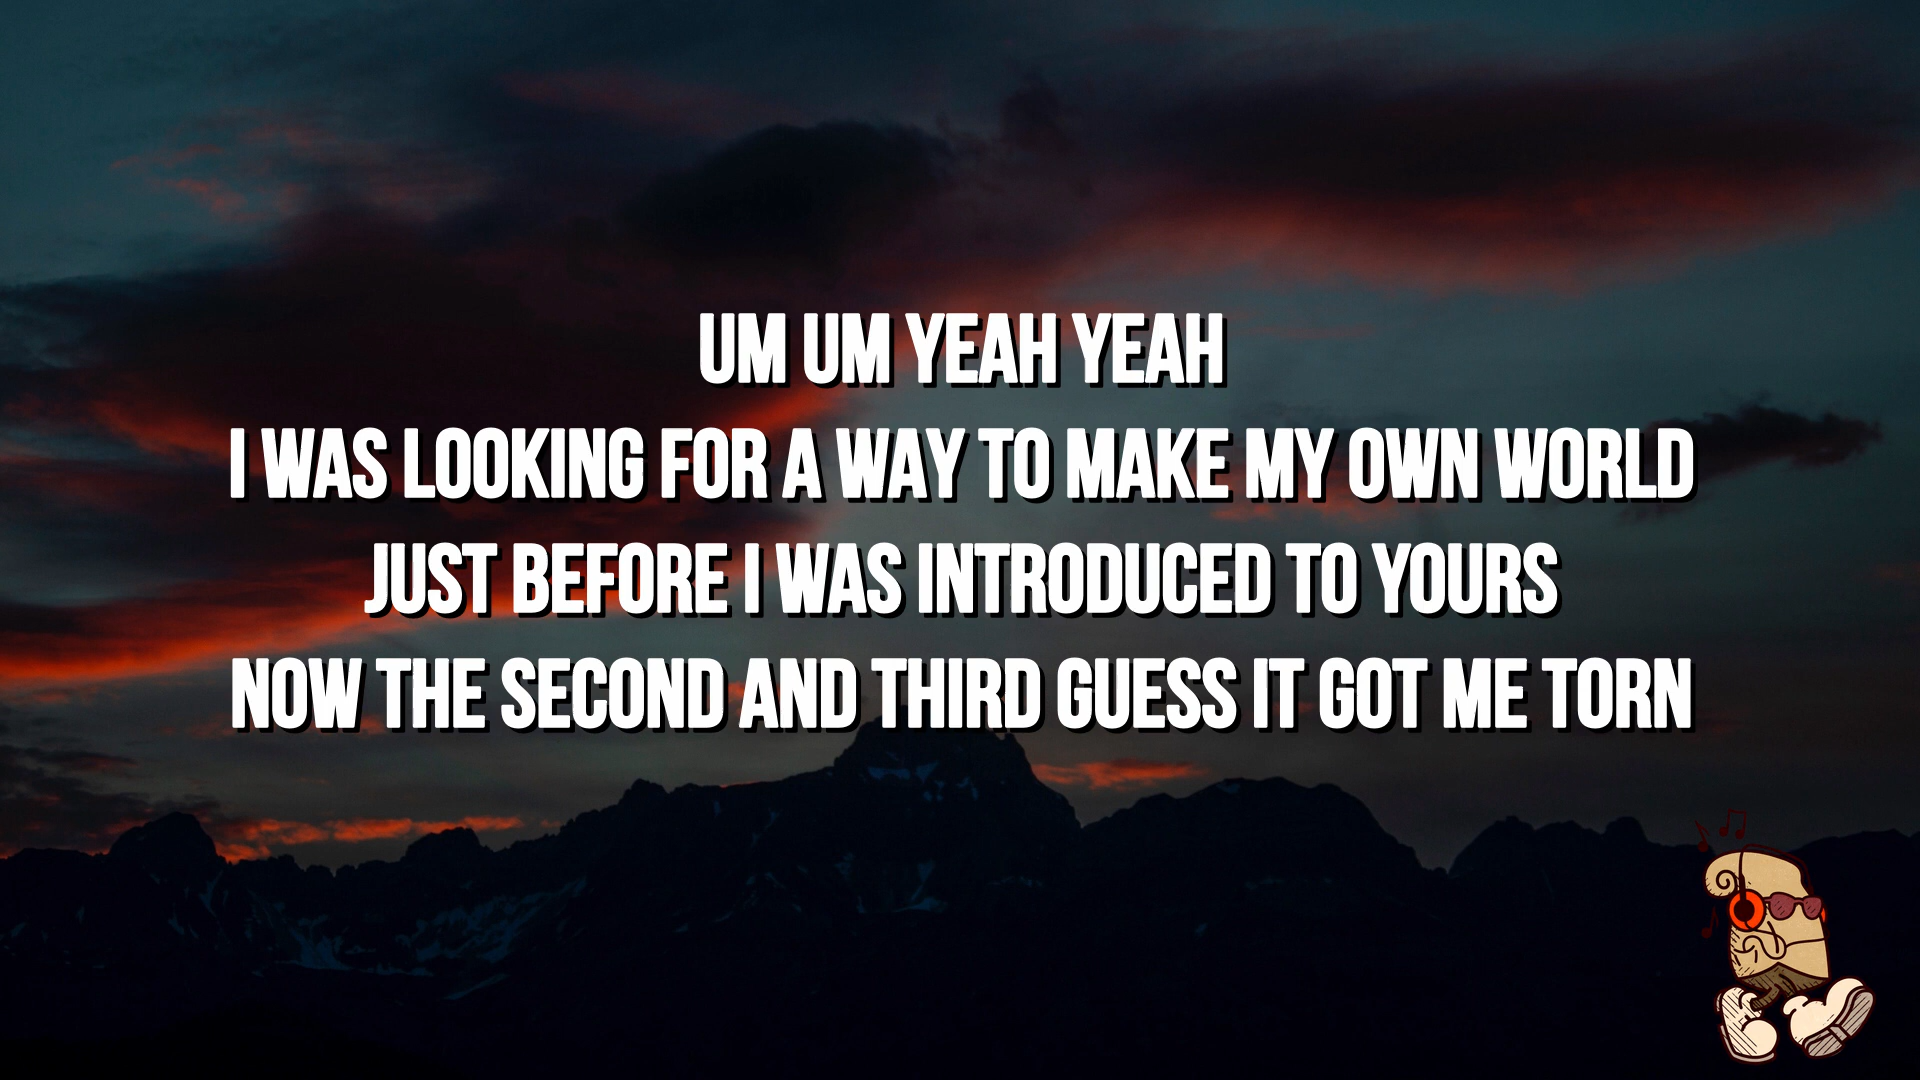 UM UM YEAH YEAH
I WAS LOOKING FOR A WAY TO MAKE MY OWN WORLD
JUST BEFORE I WAS INTRODUCED TO YOURS
NOW THE SECOND AND THIRD GUESS IT GOT ME TORN